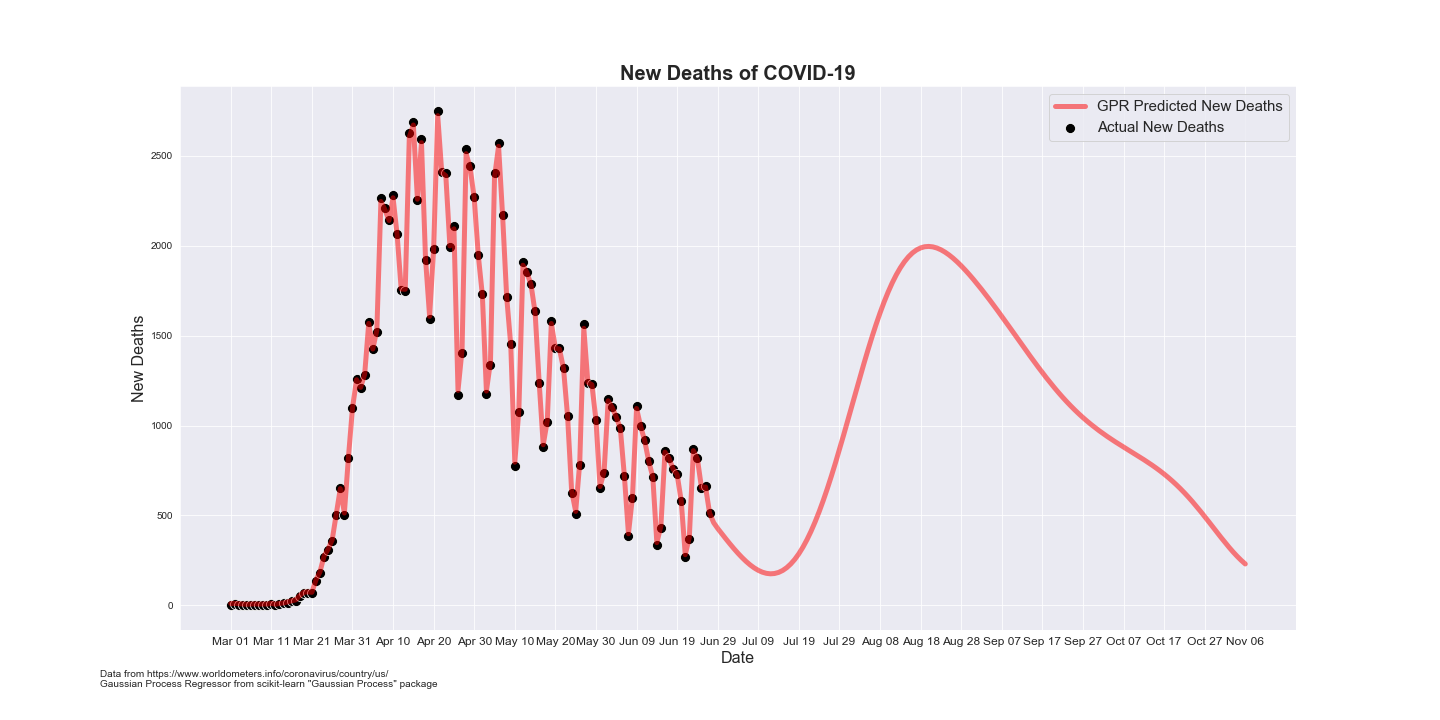 New Deaths of COVID-19
GPR Predicted New Deaths
Actual New Deaths
New Deaths
2500
2000
1500
1000
500
0
Mar 01 Mar 11 Mar 21 Mar 31 Apr 10 Apr 20 Apr 30 May 10 May 20 May 30 Jun 09 Jun 19 Jun 29 Jul 09 Jul 19 Jul 29 Aug 08 Aug 18 Aug 28 Sep 07 Sep 17 Sep 27 Oct 07 Oct 17 Oct 27 Nov 06
Date
Data from https://www.worldometers.info/coronavirus/country/us/
Gaussian Process Regressor from scikit-learn "Gaussian Process" package